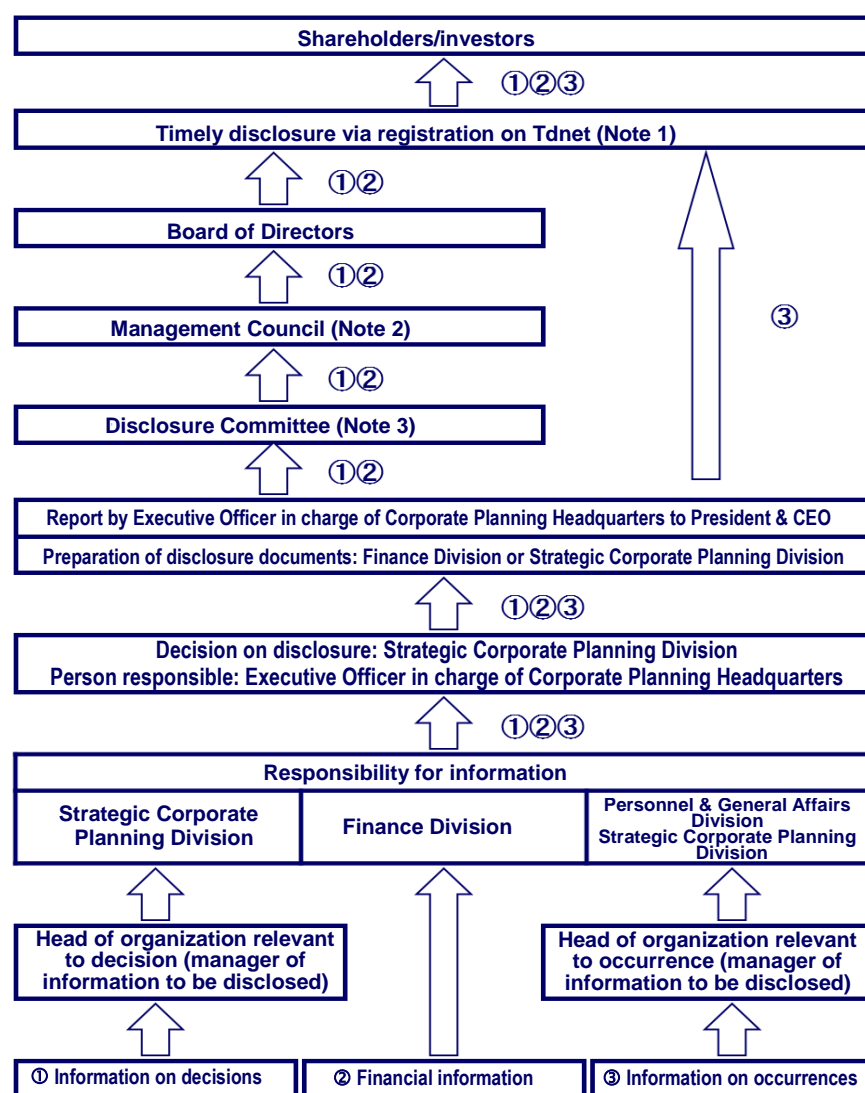 Shareholders/investors
①②③
Timely disclosure via registration on Tdnet (Note 1)
①②
Board of Directors
①②
③
Management Council (Note 2)
①②
Disclosure Committee (Note 3)
①②
Report by Executive Officer in charge of Corporate Planning Headquarters to President & CEO
Preparation of disclosure documents: Finance Division or Strategic Corporate Planning Division
①②③
Decision on disclosure: Strategic Corporate Planning Division
Person responsible: Executive Officer in charge of Corporate Planning Headquarters
①②③
Responsibility for information
Strategic Corporate
Planning Division
Finance Division
Personnel & General Affairs
Division
Strategic Corporate Planning
Division
Head of organization relevant
to decision (manager of
information to be disclosed)
Head of organization relevant
to occurrence (manager of
information to be disclosed)
① Information on decisions
② Financial information
③ Information on occurrences